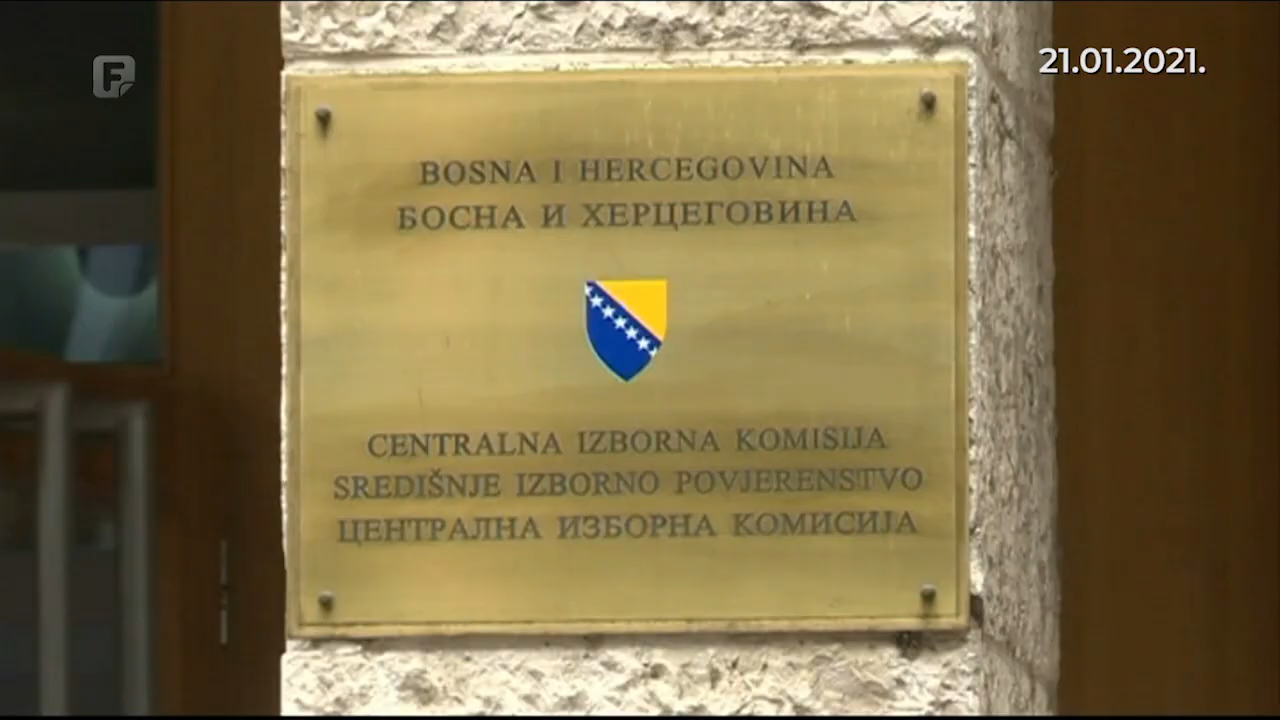 F
21.01.2021.
BOSNA I HERCEGOVINA
БОСНА И ХЕРЦЕГОВИНА
CENTRALNA IZBORNA KOMISIJA
SREDIŠNJE IZBORNO POVJERENSTVO
ЦЕНТРАЛНА ИЗБОРНА КОМИСИЈА